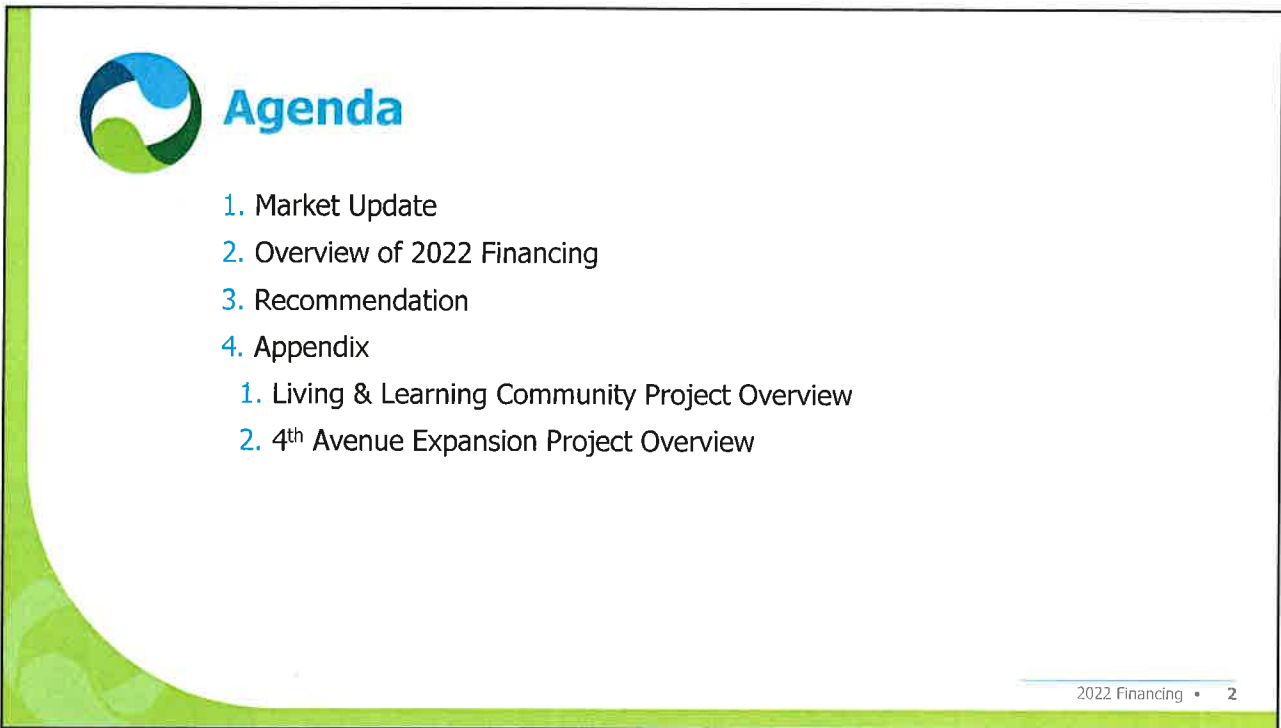 Agenda
1. Market Update
2. Overview of 2022 Financing
3. Recommendation
4. Appendix
1. Living & Learning Community Project Overview
2. 4th Avenue Expansion Project Overview
2022 Financing • 2